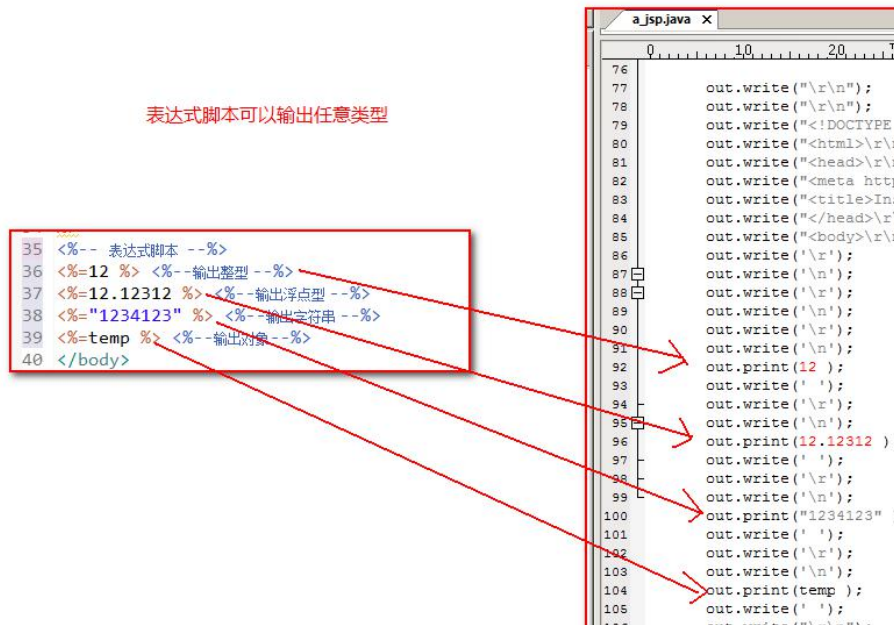 表达式脚本可以输出任意类型
35 <%-- 表达式脚本 --%>
36 <%=12 %> <%--输出整型 --%>
37 <%=12.12312 %> <%--输出浮点型 --%>
38 <%="1234123" %> <%--输出字符串 --%>
39 <%=temp %> <%--输出对象--%>
40 </body>
a_jsp.java X
0 10 20
76
77 out.write("\r\n");
78 out.write("\r\n");
79 out.write("<!DOCTYPE
80 out.write("<html>\r\n
81 out.write("<head>\r\n
82 out.write("<meta http
83 out.write("<title>Ins
84 out.write("</head>\r\
85 out.write("<body>\r\n
86 out.write('\r');
87 out.write('\n');
88 out.write('\r');
89 out.write('\n');
90 out.write('\r');
91 out.write('\n');
92 out.print(12 );
93 out.write(' ');
94 out.write('\r');
95 out.write('\n');
96 out.print(12.12312 )
97 out.write(' ');
98 out.write('\r');
99 out.write('\n');
100 out.print("1234123"
101 out.write(' ');
102 out.write('\r');
103 out.write('\n');
104 out.print(temp );
105 out.write(' ');